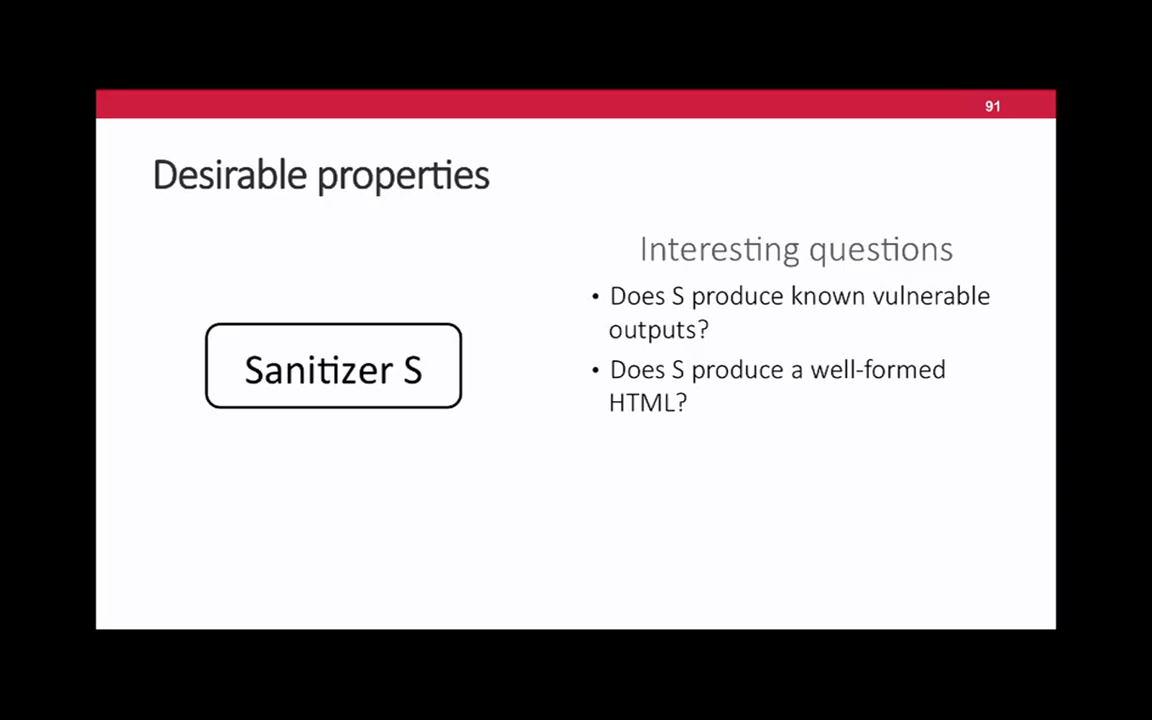 91
Desirable properties
Interesting questions
• Does S produce known vulnerable
outputs?
• Does S produce a well-formed
HTML?
Sanitizer S